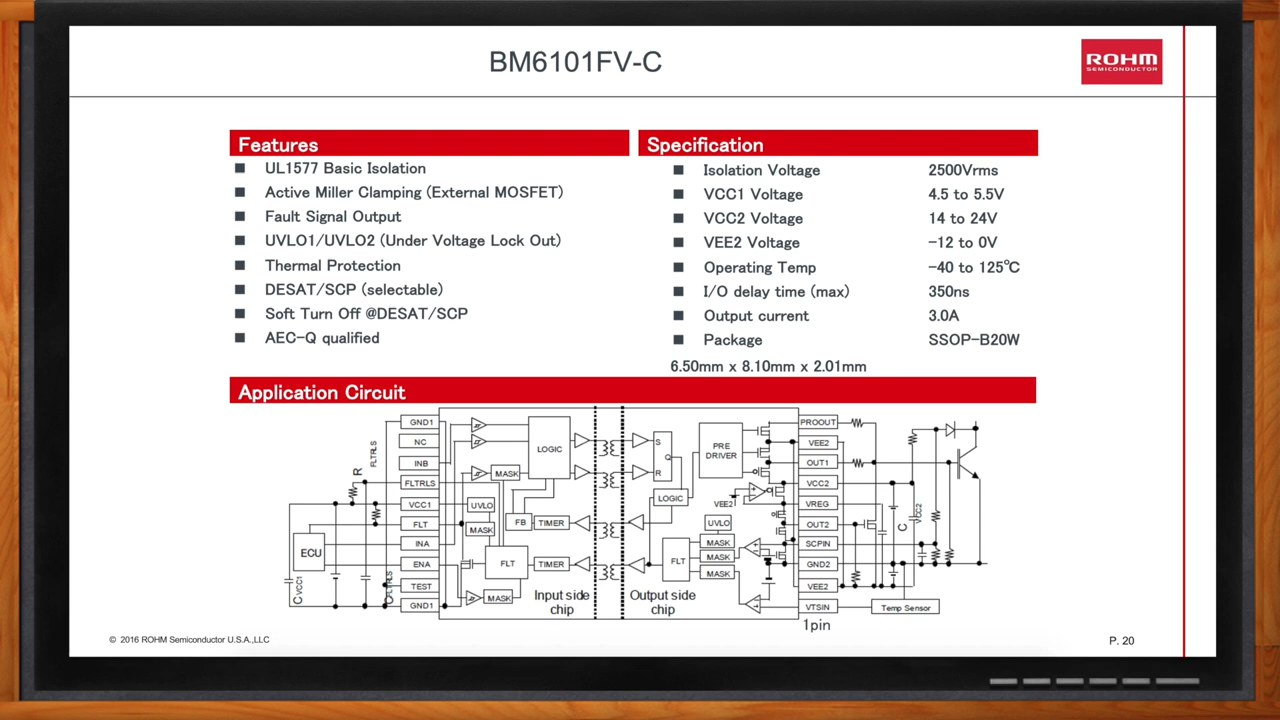 BM6101FV-C
ROHM
SEMICONDUCTOR
Features
UL1577 Basic Isolation
Active Miller Clamping (External MOSFET)
Fault Signal Output
UVLO1/UVLO2 (Under Voltage Lock Out)
Thermal Protection
DESAT/SCP (selectable)
Soft Turn Off @DESAT/SCP
AEC-Q qualified
Specification
Isolation Voltage 2500Vrms
VCC1 Voltage 4.5 to 5.5V
VCC2 Voltage 14 to 24V
VEE2 Voltage −12 to 0V
Operating Temp −40 to 125℃
I/O delay time (max) 350ns
Output current 3.0A
Package SSOP-B20W
6.50mm x 8.10mm x 2.01mm
Application Circuit
R FLTRLS
ECU
C VCC1
C FLTRLS
GND1
NC
INB
FLTRLS
VCC1
FLT
INA
ENA
TEST
GND1
LOGIC
MASK
UVLO
MASK
FB
TIMER
FLT
TIMER
MASK
Input side
chip
S
Q
R
LOGIC
PRE
DRIVER
VEE2
UVLO
MASK
MASK
MASK
FLT
Output side
chip
PROOUT
VEE2
OUT1
VCC2
VREG
OUT2
SCPIN
GND2
VEE2
VTSIN
1pin
C VCC2
Temp Sensor
© 2016 ROHM Semiconductor U.S.A.,LLC
P. 20